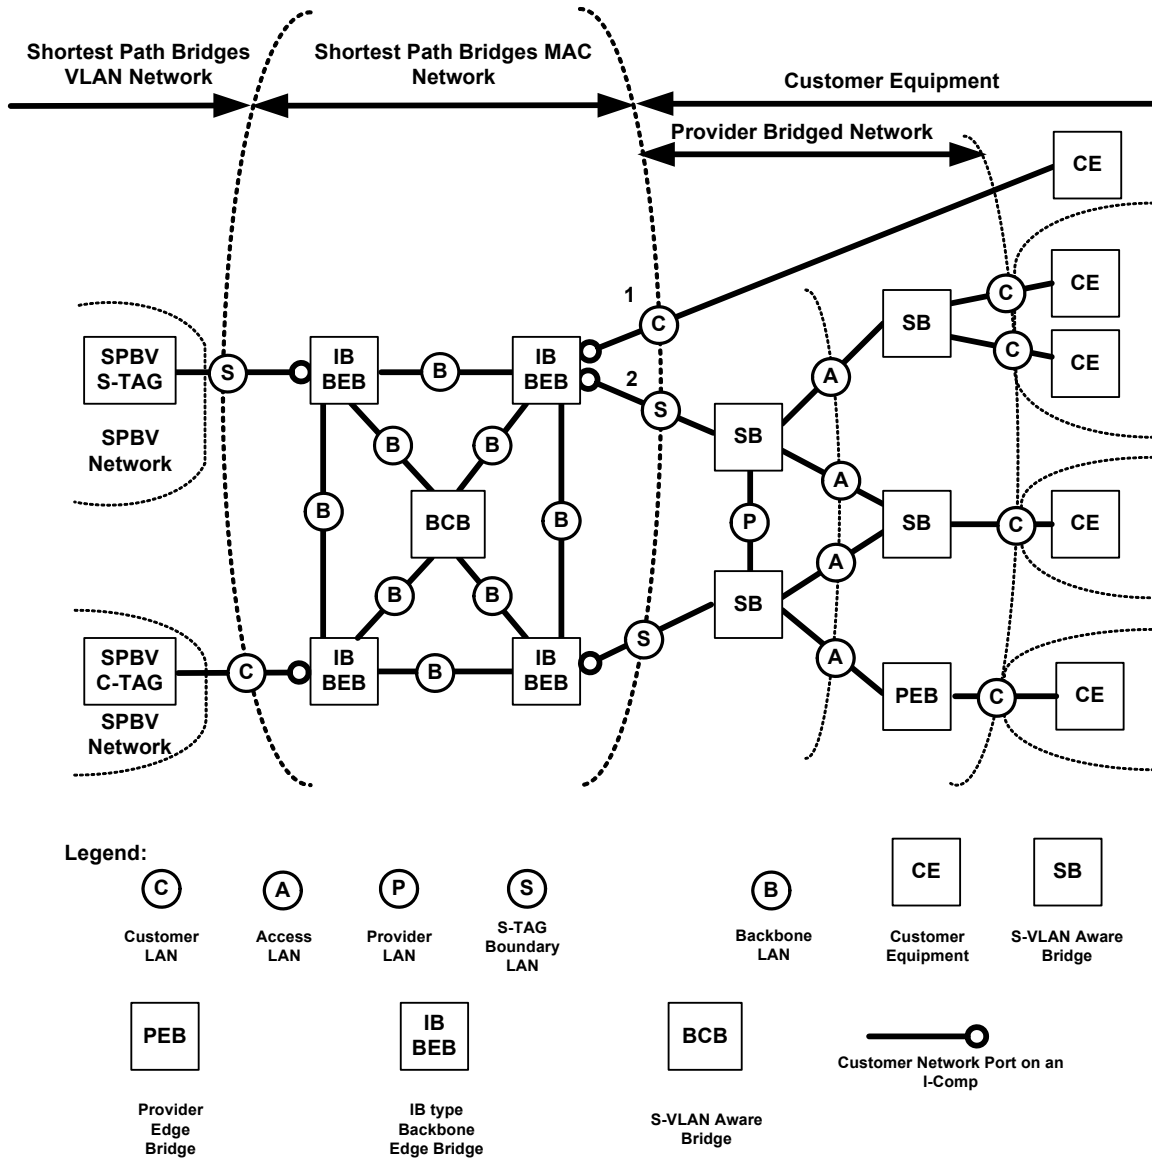 Shortest Path Bridges
VLAN Network
Shortest Path Bridges MAC
Network
Customer Equipment
Provider Bridged Network
CE
1
C
CE
C
SB
CE
C
SPBV
S-TAG
S
IB
BEB
B
IB
BEB
2
S
A
SPBV
Network
B
B
SB
A
B
BCB
B
P
SB
C
CE
A
B
B
SB
S
SPBV
C-TAG
C
IB
BEB
B
IB
BEB
A
PEB
C
CE
SPBV
Network
Legend:
C
A
P
S
B
CE
SB
Customer
LAN
Access
LAN
Provider
LAN
S-TAG
Boundary
LAN
Backbone
LAN
Customer
Equipment
S-VLAN Aware
Bridge
PEB
IB
BEB
BCB
Customer Network Port on an
I-Comp
Provider
Edge
Bridge
IB type
Backbone
Edge Bridge
S-VLAN Aware
Bridge